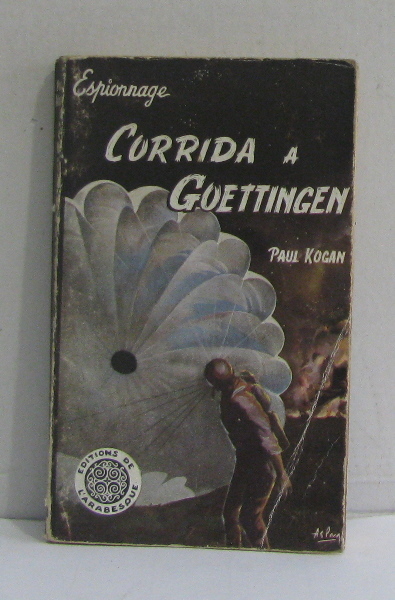 Espionnage
CORRIDA A
GOETTINGEN
PAUL KOGAN
EDITIONS DE
L'ARABESQUE